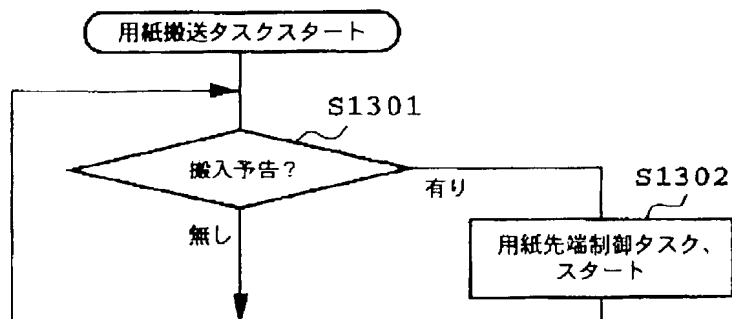 用紙搬送タスクスタート
S1301
搬入予告?
有り
S1302
無し
用紙先端制御タスク、
スタート